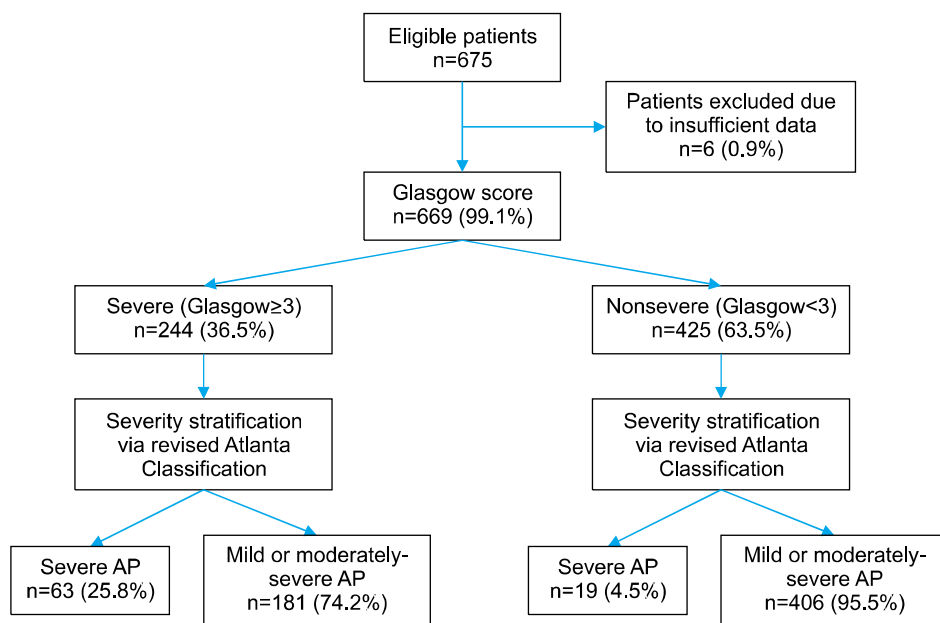 Eligible patients
n=675
Patients excluded due
to insufficient data
n=6 (0.9%)
Glasgow score
n=669 (99.1%)
Severe (Glasgow≥3)
n=244 (36.5%)
Nonsevere (Glasgow<3)
n=425 (63.5%)
Severity stratification
via revised Atlanta
Classification
Severity stratification
via revised Atlanta
Classification
Severe AP
n=63 (25.8%)
Mild or moderately-
severe AP
n=181 (74.2%)
Severe AP
n=19 (4.5%)
Mild or moderately-
severe AP
n=406 (95.5%)